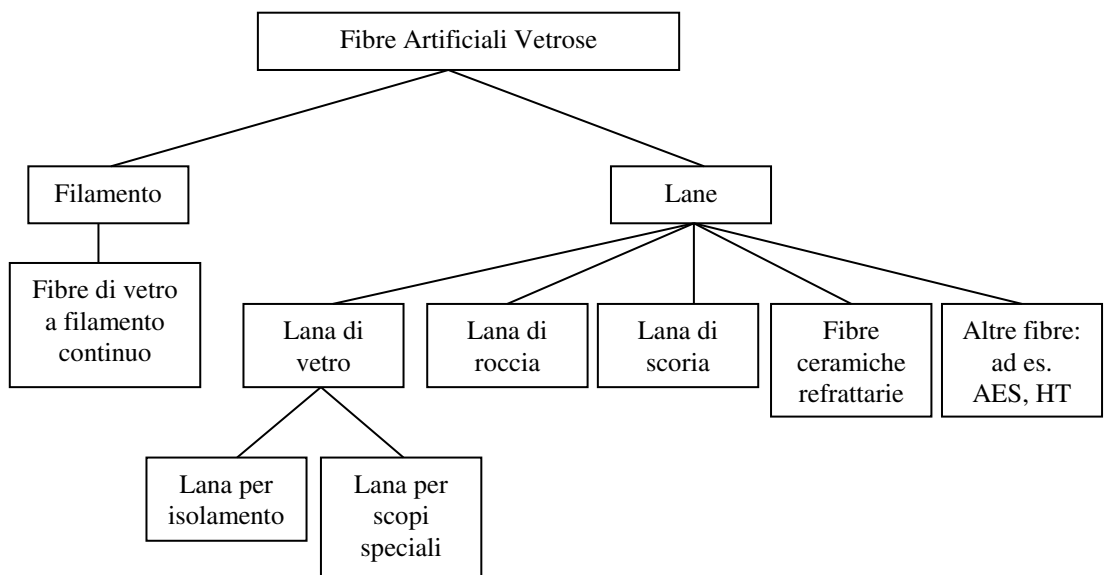 Fibre Artificiali Vetrose
Filamento
Lane
Fibre di vetro
a filamento
continuo
Lana di
vetro
Lana di
roccia
Lana di
scoria
Fibre
ceramiche
refrattarie
Altre fibre:
ad es.
AES, HT
Lana per
isolamento
Lana per
scopi
speciali